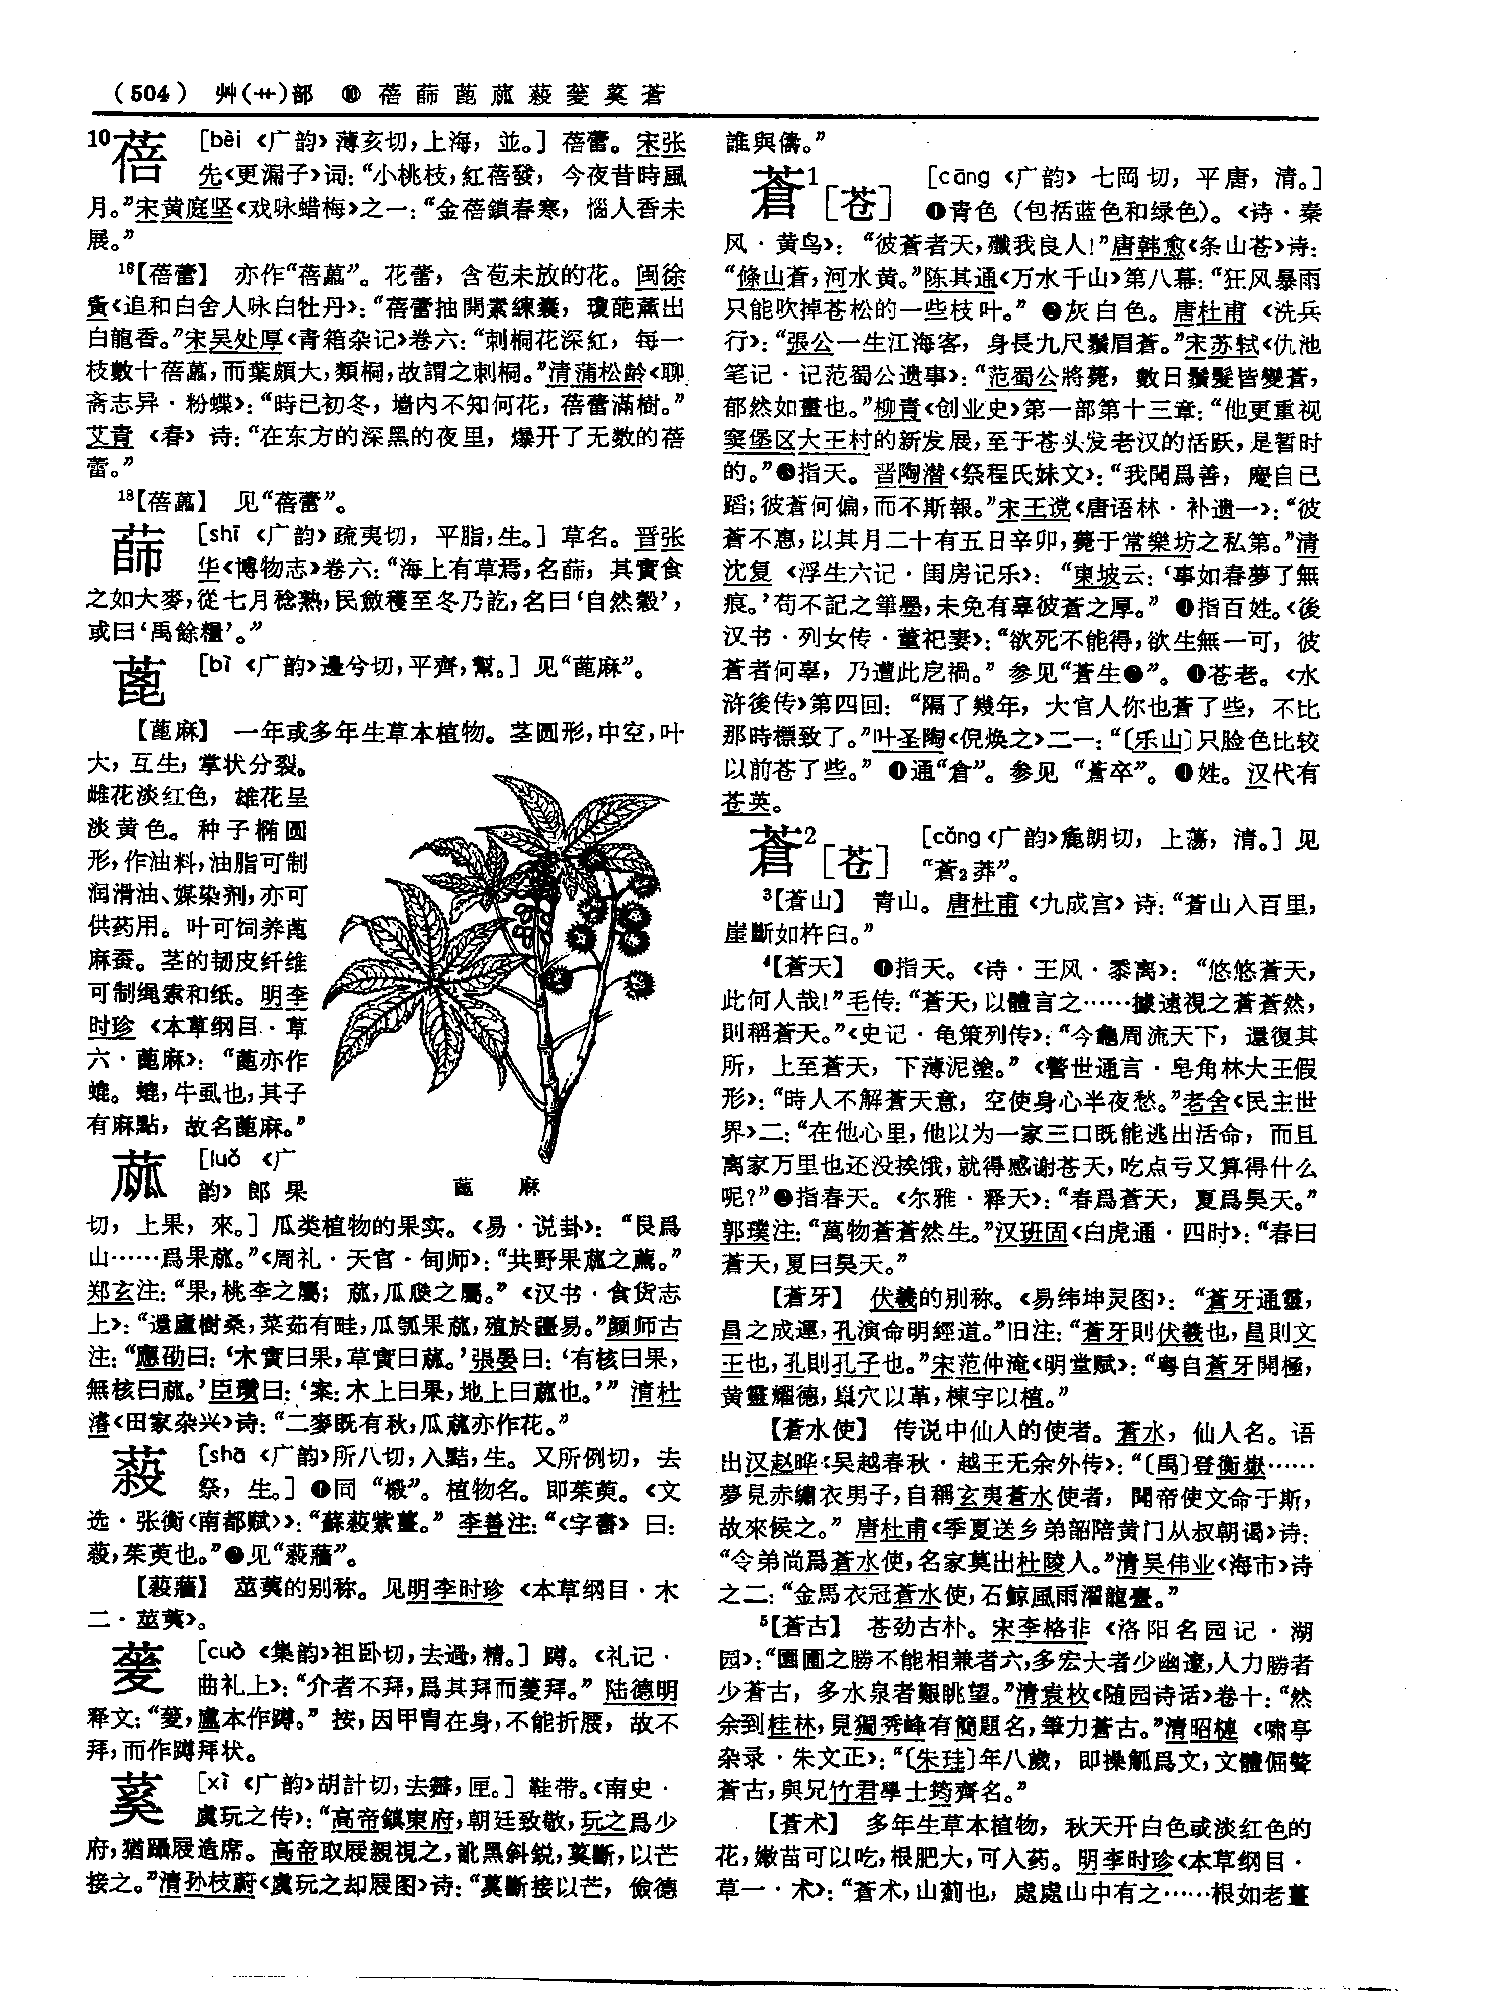 (504) 艸(艹)部 ❿ 蓓䔮蓖蓏蔱蓌蒵蒼
10蓓 [bèi《广韵》薄亥切,上海,並。] 蓓蕾。宋张
先《更漏子》词:“小桃枝,紅蓓發,今夜昔時風
月。”宋黄庭坚《戏咏蜡梅》之一:“金蓓鎖春寒,惱人香未
展。”
16【蓓蕾】 亦作“蓓藟”。花蕾,含苞未放的花。闽徐
夤《追和白舍人咏白牡丹》:“蓓蕾抽開素練囊,瓊葩薰出
白龍香。”宋吴处厚《青箱杂记》卷六:“刺桐花深紅,每一
枝數十蓓藟,而葉頗大,類桐,故謂之刺桐。”清蒲松龄《聊
斋志异·粉蝶》:“時已初冬,墙内不知何花,蓓蕾滿樹。”
艾青《春》诗:“在东方的深黑的夜里,爆开了无数的蓓
蕾。”
18【蓓藟】 见“蓓蕾”。
[shī《广韵》疏夷切,平脂,生。] 草名。晋张
华《博物志》卷六:“海上有草焉,名蒒,其實食
之如大麥,從七月稔熟,民斂穫至冬乃訖,名曰‘自然穀’,
或曰‘禹餘糧’。”
蓖 [bì《广韵》邊兮切,平齊,幫。] 见“蓖麻”。
【蓖麻】 一年或多年生草本植物。茎圆形,中空,叶
大,互生,掌状分裂。
雌花淡红色,雄花呈
淡黄色。种子椭圆
形,作油料,油脂可制
润滑油、媒染剂,亦可
供药用。叶可饲养蓖
麻蚕。茎的韧皮纤维
可制绳索和纸。明李
时珍《本草纲目·草
六·蓖麻》:“蓖亦作
螕。螕,牛虱也,其子
有麻點,故名蓖麻。”
蓖 麻
蓏 [luǒ《广
韵》郎果
切,上果,來。] 瓜类植物的果实。《易·说卦》:“艮爲
山……爲果蓏。”《周礼·天官·甸师》:“共野果蓏之薦。”
郑玄注:“果,桃李之屬;蓏,瓜瓞之屬。”《汉书·食货志
上》:“還廬樹桑,菜茹有畦,瓜瓠果蓏,殖於疆易。”颜师古
注:“應劭曰:‘木實曰果,草實曰蓏。’張晏曰:‘有核曰果,
無核曰蓏。’臣瓚曰:‘案:木上曰果,地上曰蓏也。’”清杜
濬《田家杂兴》诗:“二麥既有秋,瓜蓏亦作花。”
蔱 [shā《广韵》所八切,入黠,生。又所例切,去
祭,生。] ❶同“樧”。植物名。即茱萸。《文
选·张衡〈南都赋〉》:“蘇蔱紫薑。”李善注:“《字書》曰:
蔱,茱萸也。”❷见“蔱蘠”。
【蔱蘠】 莁荑的别称。见明李时珍《本草纲目·木
二·莁荑》。
蓌 [cuò《集韵》祖卧切,去過,精。] 蹲。《礼记·
曲礼上》:“介者不拜,爲其拜而蓌拜。”陆德明
释文:“蓌,盧本作蹲。”按,因甲胄在身,不能折腰,故不
拜,而作蹲拜状。
蒵 [xì《广韵》胡計切,去霽,匣。] 鞋带。《南史·
虞玩之传》:“高帝鎮東府,朝廷致敬,玩之爲少
府,猶躡屐造席。高帝取屐親視之,訛黑斜鋭,蒵斷,以芒
接之。”清孙枝蔚《虞玩之却屐图》诗:“蒵斷接以芒,儉德
誰與儔。”
蒼1[苍] [cāng《广韵》七岡切,平唐,清。]
❶青色(包括蓝色和绿色)。《诗·秦
风·黄鸟》:“彼蒼者天,殲我良人!”唐韩愈《条山苍》诗:
“條山蒼,河水黄。”陈其通《万水千山》第八幕:“狂风暴雨
只能吹掉苍松的一些枝叶。” ❷灰白色。唐杜甫《洗兵
行》:“張公一生江海客,身長九尺鬚眉蒼。”宋苏轼《仇池
笔记·记范蜀公遗事》:“范蜀公將薨,數日鬚髮皆變蒼,
郁然如畫也。”柳青《创业史》第一部第十三章:“他更重视
窦堡区大王村的新发展,至于苍头发老汉的活跃,是暂时
的。”❸指天。晋陶潜《祭程氏妹文》:“我聞爲善,慶自己
蹈;彼蒼何偏,而不斯報。”宋王谠《唐语林·补遗一》:“彼
蒼不惠,以其月二十有五日辛卯,薨于常樂坊之私第。”清
沈复《浮生六记·闺房记乐》:“東坡云:‘事如春夢了無
痕。’苟不記之筆墨,未免有辜彼蒼之厚。” ❹指百姓。《後
汉书·列女传·董祀妻》:“欲死不能得,欲生無一可,彼
蒼者何辜,乃遭此戹禍。”参见“蒼生❷”。 ❺苍老。《水
浒後传》第四回:“隔了幾年,大官人你也蒼了些,不比
那時標致了。”叶圣陶《倪焕之》二一:“〔乐山〕只脸色比较
以前苍了些。” ❻通“倉”。参见“蒼卒”。 ❼姓。汉代有
苍英。
蒼2[苍] [cǎng《广韵》麁朗切,上蕩,清。] 见
“蒼2莽”。
3【蒼山】 青山。唐杜甫《九成宫》诗:“蒼山入百里,
崖斷如杵臼。”
4【蒼天】 ❶指天。《诗·王风·黍离》:“悠悠蒼天,
此何人哉!”毛传:“蒼天,以體言之……據遠視之蒼蒼然,
則稱蒼天。”《史记·龟策列传》:“今龜周流天下,還復其
所,上至蒼天,下薄泥塗。”《警世通言·皂角林大王假
形》:“時人不解蒼天意,空使身心半夜愁。”老舍《民主世
界》二:“在他心里,他以为一家三口既能逃出活命,而且
离家万里也还没挨饿,就得感谢苍天,吃点亏又算得什么
呢?”❷指春天。《尔雅·释天》:“春爲蒼天,夏爲昊天。”
郭璞注:“萬物蒼蒼然生。”汉班固《白虎通·四时》:“春曰
蒼天,夏曰昊天。”
【蒼牙】 伏羲的别称。《易纬坤灵图》:“蒼牙通靈,
昌之成運,孔演命明經道。”旧注:“蒼牙則伏羲也,昌則文
王也,孔則孔子也。”宋范仲淹《明堂赋》:“粤自蒼牙開極,
黄靈耀德,巢穴以革,棟宇以植。”
【蒼水使】 传说中仙人的使者。蒼水,仙人名。语
出汉赵晔《吴越春秋·越王无余外传》:“〔禹〕登衡嶽……
夢見赤繡衣男子,自稱玄夷蒼水使者,聞帝使文命于斯,
故來候之。”唐杜甫《季夏送乡弟韶陪黄门从叔朝谒》诗:
“令弟尚爲蒼水使,名家莫出杜陵人。”清吴伟业《海市》诗
之二:“金馬衣冠蒼水使,石鯨風雨濯龍臺。”
5【蒼古】 苍劲古朴。宋李格非《洛阳名园记·湖
园》:“園圃之勝不能相兼者六,多宏大者少幽邃,人力勝者
少蒼古,多水泉者艱眺望。”清袁枚《随园诗话》卷十:“然
余到桂林,見獨秀峰有簡題名,筆力蒼古。”清昭槤《啸亭
杂录·朱文正》:“〔朱珪〕年八歲,即操觚爲文,文體倔聱
蒼古,與兄竹君學士筠齊名。”
【蒼术】 多年生草本植物,秋天开白色或淡红色的
花,嫩苗可以吃,根肥大,可入药。明李时珍《本草纲目·
草一·术》:“蒼术,山薊也,處處山中有之……根如老薑